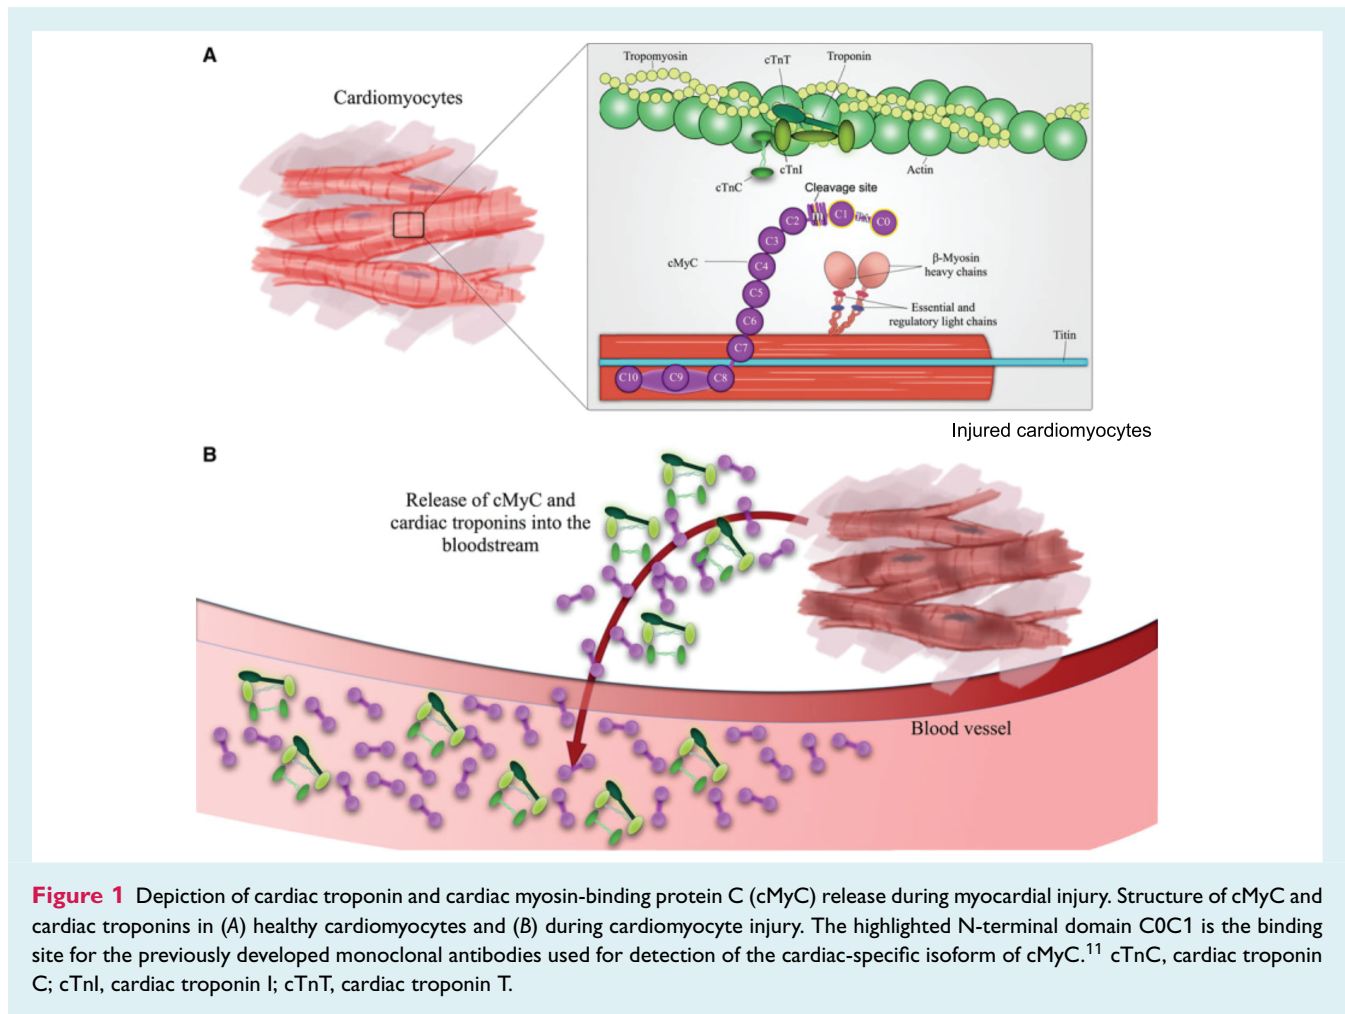 A
Cardiomyocytes
Tropomyosin
cTnT
Troponin
cTnI
Actin
cTnC
Cleavage site
C2
m
C1
C0
C3
cMyC
C4
β-Myosin
heavy chains
C5
Essential and
regulatory light chains
C6
Titin
C7
C10
C9
C8
Injured cardiomyocytes
B
Release of cMyC and
cardiac troponins into the
bloodstream
Blood vessel
Figure 1 Depiction of cardiac troponin and cardiac myosin-binding protein C (cMyC) release during myocardial injury. Structure of cMyC and
cardiac troponins in (A) healthy cardiomyocytes and (B) during cardiomyocyte injury. The highlighted N-terminal domain C0C1 is the binding
site for the previously developed monoclonal antibodies used for detection of the cardiac-specific isoform of cMyC.11 cTnC, cardiac troponin
C; cTnI, cardiac troponin I; cTnT, cardiac troponin T.